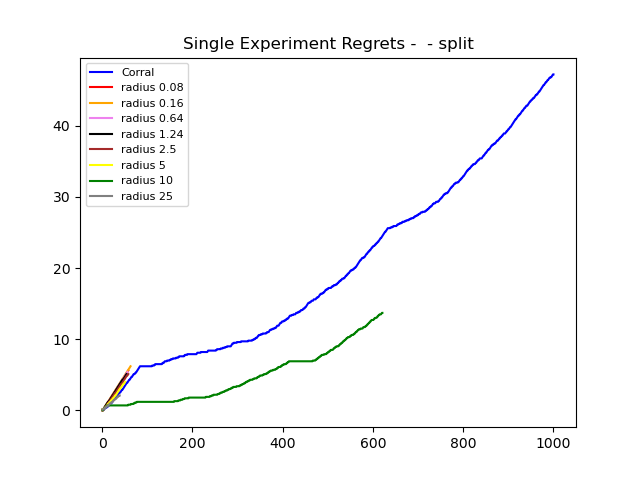 Single Experiment Regrets -  - split
Corral
radius 0.08
radius 0.16
radius 0.64
radius 1.24
radius 2.5
radius 5
radius 10
radius 25
40
30
20
10
0
0 200 400 600 800 1000